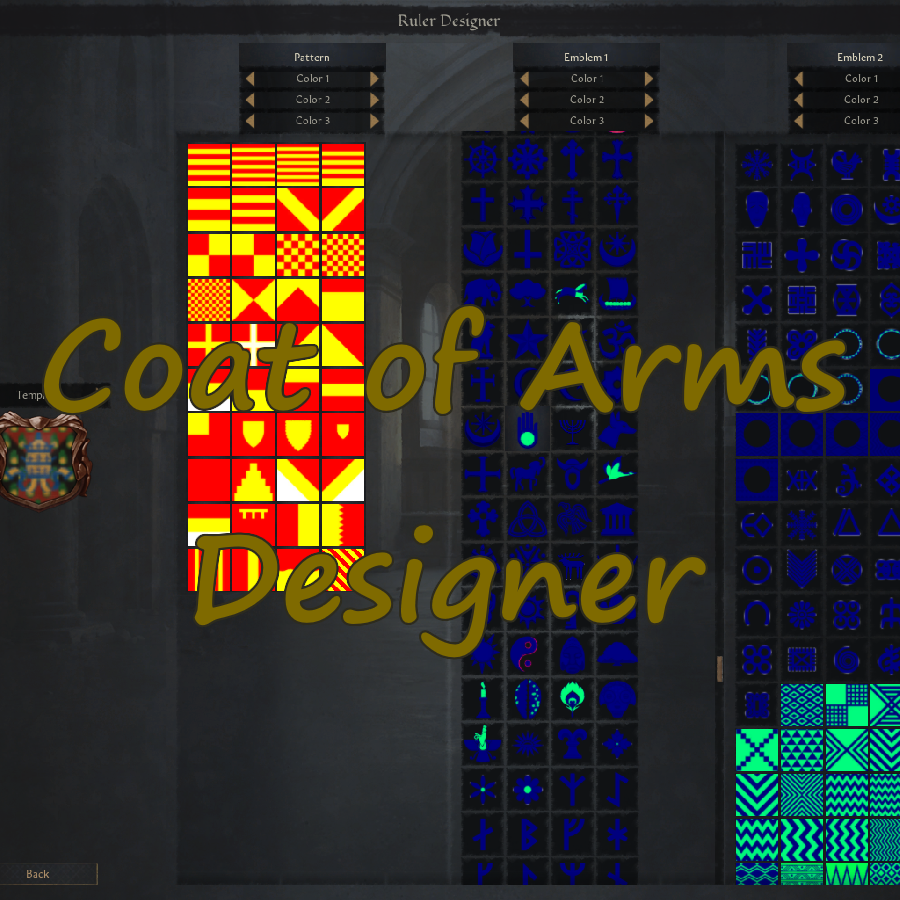 Ruler Designer
Pattern
Color 1
Color 2
Color 3
Emblem 1
Color 1
Color 2
Color 3
Emblem 2
Color 1
Color 2
Color 3
Coat of Arms
Designer
Back